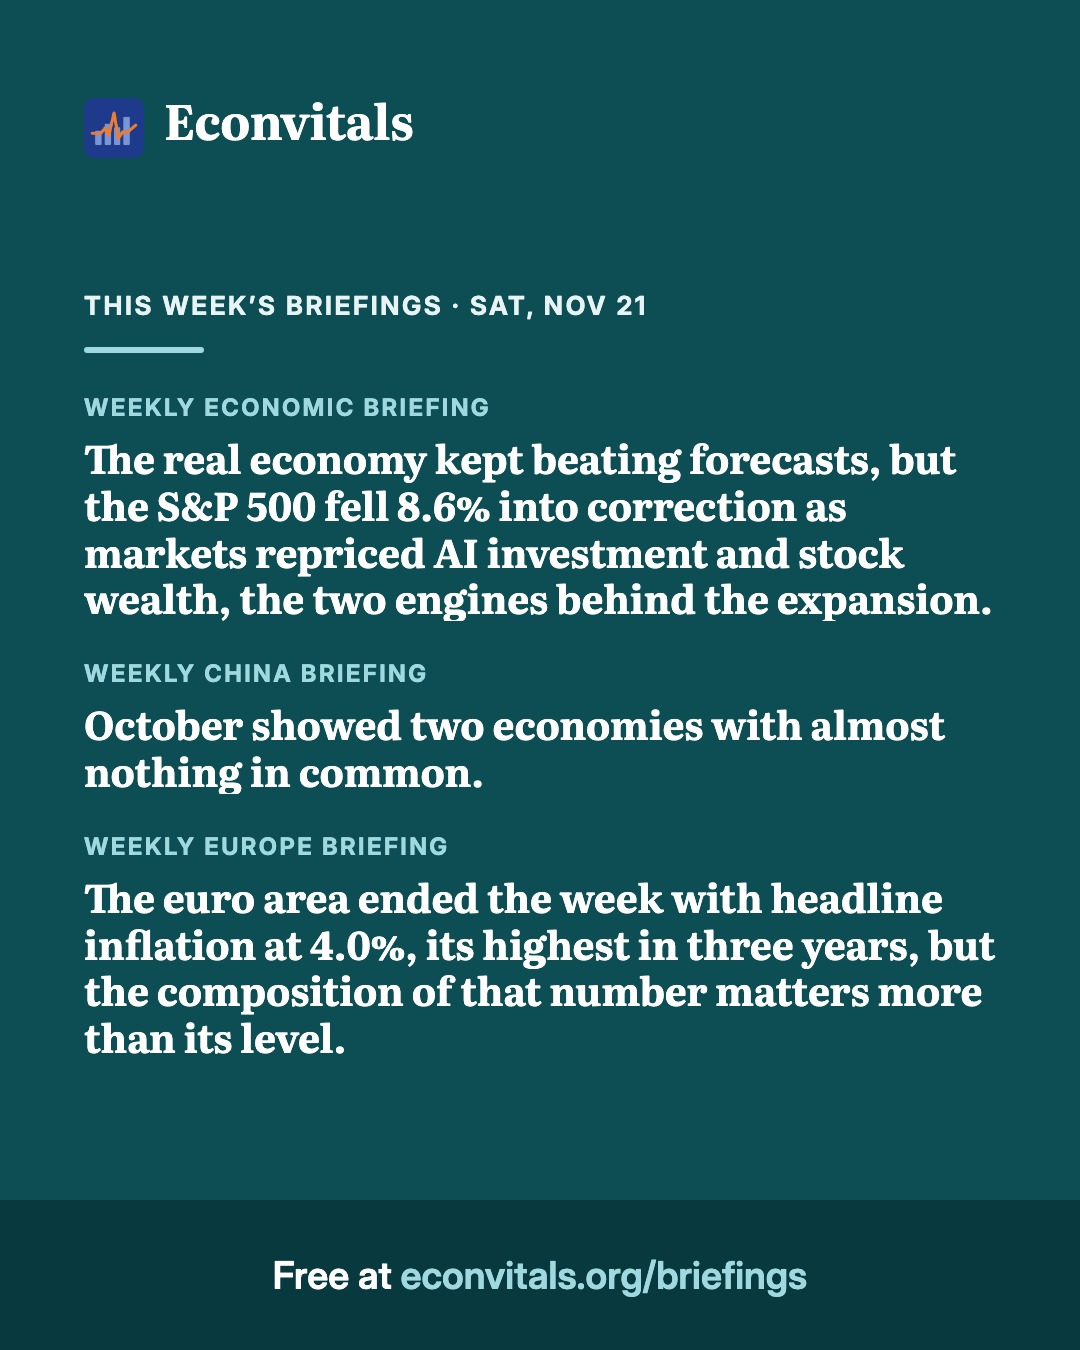 Econvitals
THIS WEEK’S BRIEFINGS · SAT, NOV 21
WEEKLY ECONOMIC BRIEFING
The real economy kept beating forecasts, but
the S&P 500 fell 8.6% into correction as
markets repriced AI investment and stock
wealth, the two engines behind the expansion.
WEEKLY CHINA BRIEFING
October showed two economies with almost
nothing in common.
WEEKLY EUROPE BRIEFING
The euro area ended the week with headline
inflation at 4.0%, its highest in three years, but
the composition of that number matters more
than its level.
Free at econvitals.org/briefings